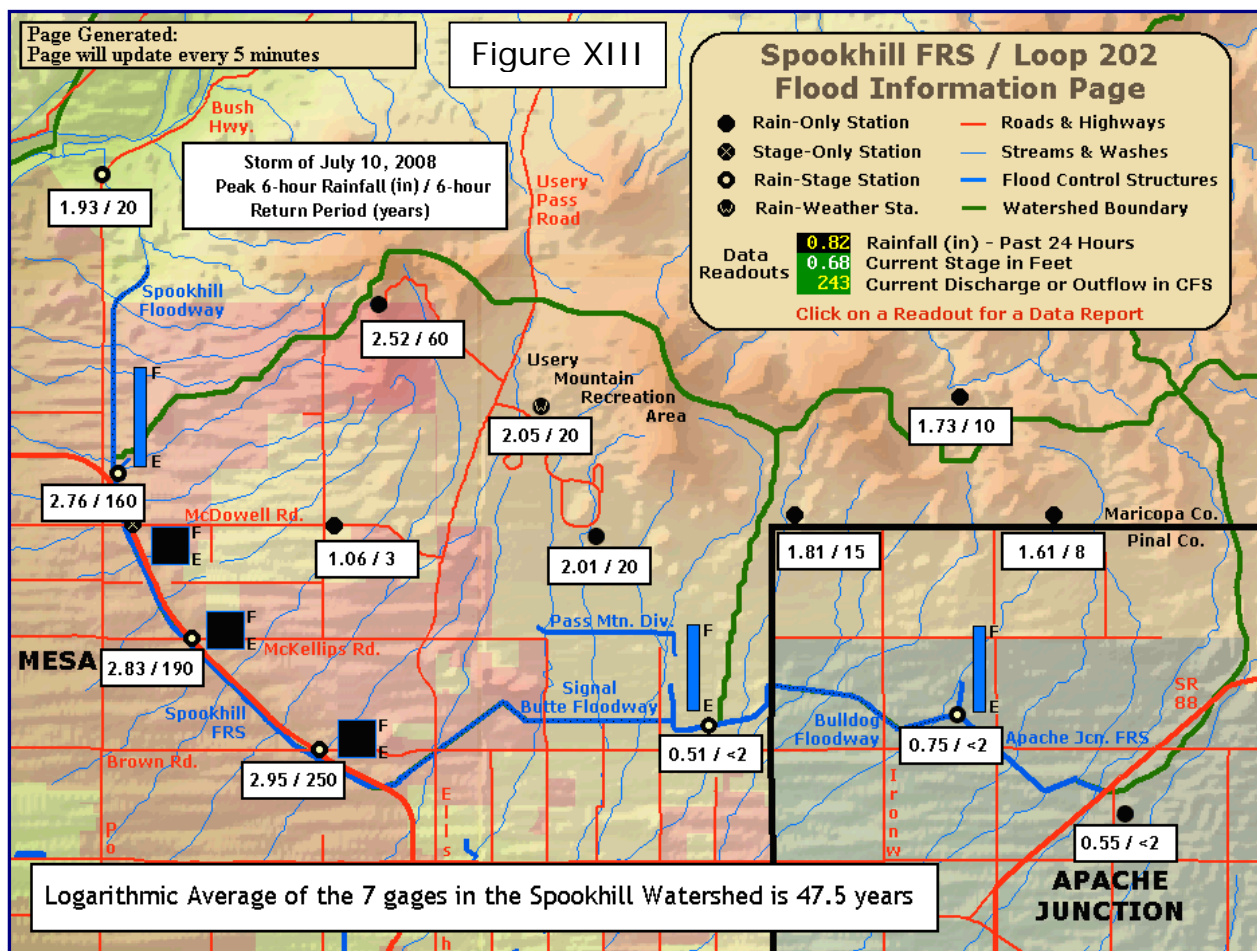 Page Generated:
Page will update every 5 minutes
Figure XIII
Spookhill FRS / Loop 202
Flood Information Page
Rain-Only Station
Roads & Highways
Stage-Only Station
Streams & Washes
Rain-Stage Station
Flood Control Structures
Rain-Weather Sta.
Watershed Boundary
Data
Readouts
0.82
Rainfall (in) - Past 24 Hours
0.68
Current Stage in Feet
243
Current Discharge or Outflow in CFS
Click on a Readout for a Data Report
Bush
Hwy.
Storm of July 10, 2008
Peak 6-hour Rainfall (in) / 6-hour
Return Period (years)
Usery
Pass
Road
1.93 / 20
Spookhill
Floodway
2.52 / 60
F
E
Usery
Mountain
Recreation
Area
W
2.05 / 20
1.73 / 10
2.76 / 160
McDowell Rd.
F
E
1.06 / 3
2.01 / 20
1.81 / 15
1.61 / 8
Maricopa Co.
Pinal Co.
Pass Mtn. Div.
F
E
F
E
MESA
F
E
McKellips Rd.
2.83 / 190
Spookhill
FRS
Signal
Butte Floodway
SR
88
Bulldog
Floodway
0.51 / <2
0.75 / <2
Apache Jcn. FRS
F
E
Brown Rd.
2.95 / 250
Po
Ells
h
Ironw
0.55 / <2
APACHE
JUNCTION
Logarithmic Average of the 7 gages in the Spookhill Watershed is 47.5 years